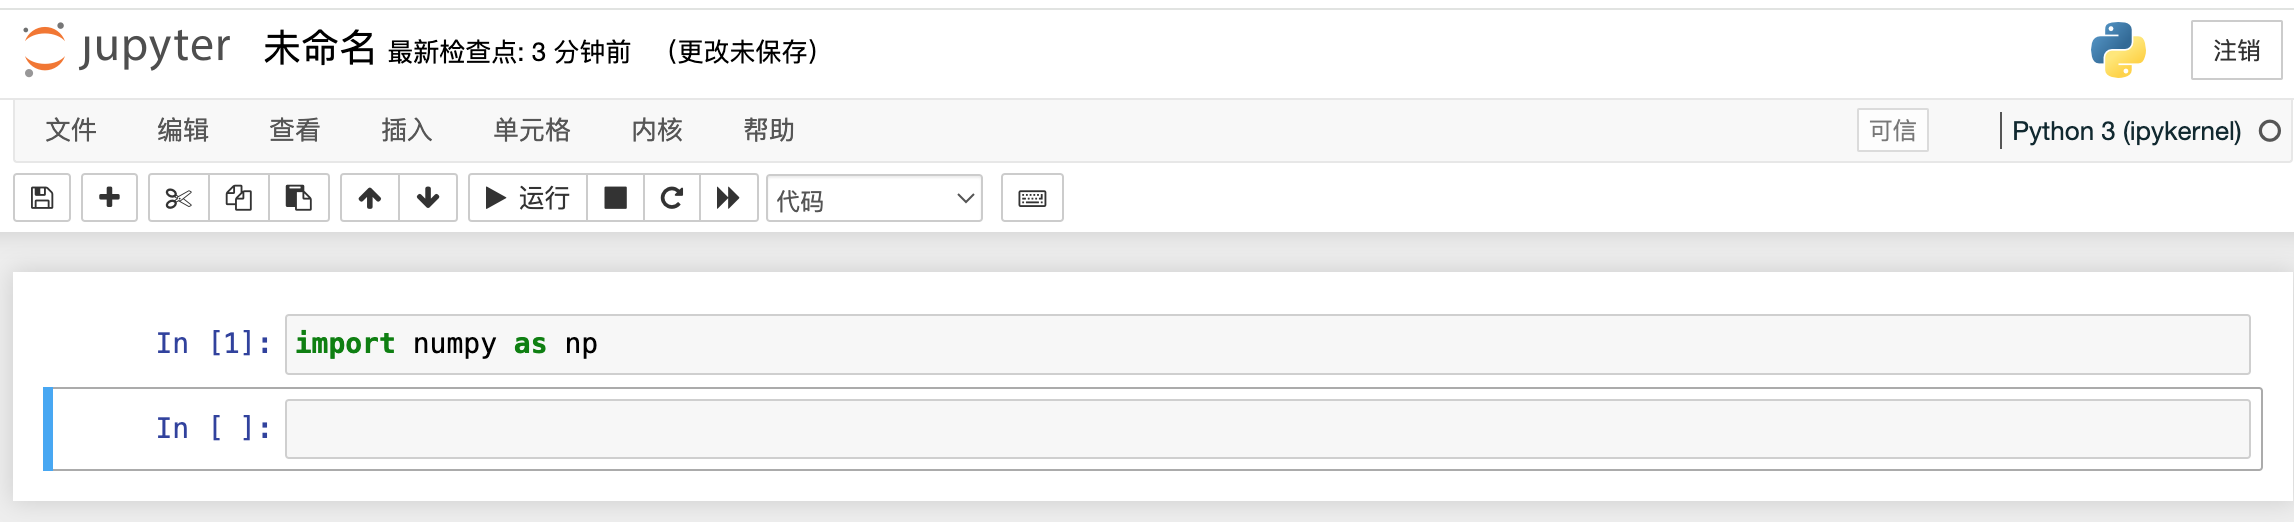 jupyter 未命名 最新检查点: 3 分钟前 (更改未保存) 注销
文件 编辑 查看 插入 单元格 内核 帮助 可信 Python 3 (ipykernel)
运行 代码
In [1]: import numpy as np
In [ ]: